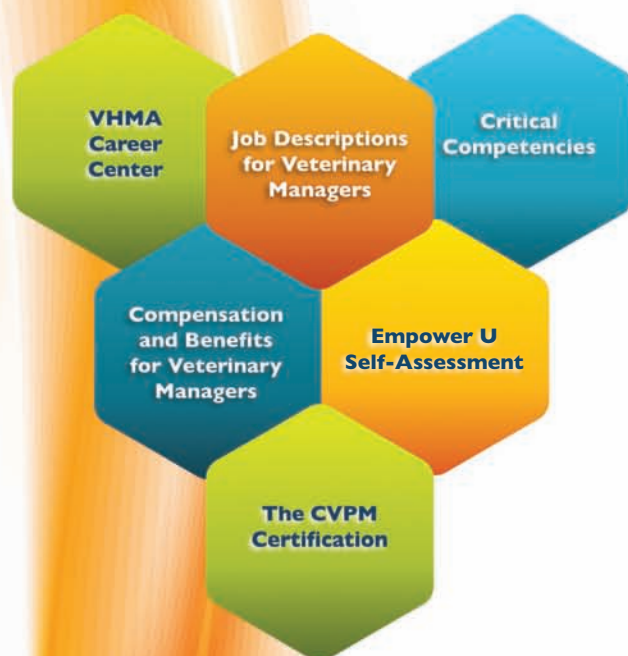 VHMA
Career
Center
Job Descriptions
for Veterinary
Managers
Critical
Competencies
Compensation
and Benefits
for Veterinary
Managers
Empower U
Self-Assessment
The CVPM
Certification